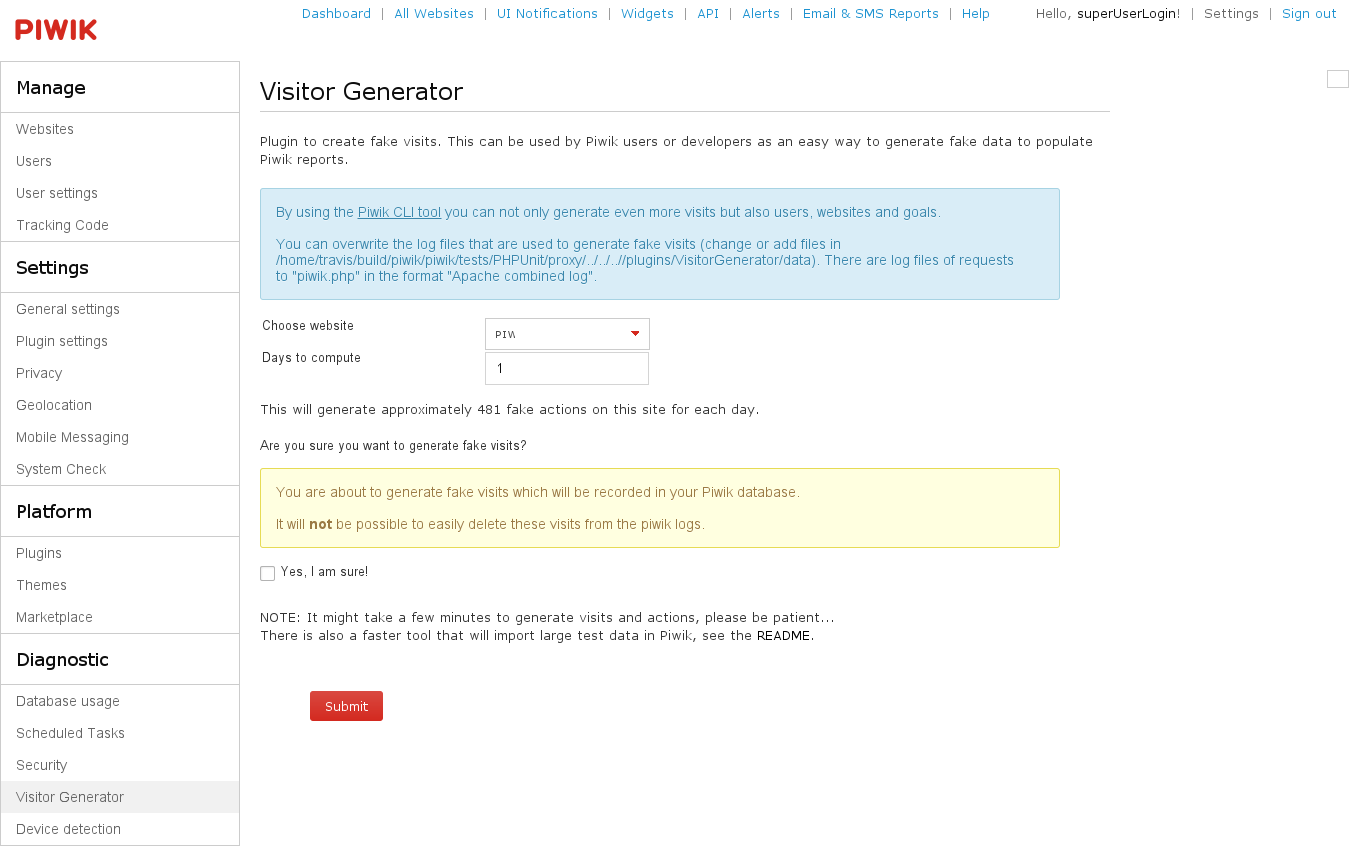 PIWIK
Dashboard | All Websites | UI Notifications | Widgets | API | Alerts | Email & SMS Reports | Help
Hello, superUserLogin! | Settings | Sign out
Manage
Websites
Users
User settings
Tracking Code
Settings
General settings
Plugin settings
Privacy
Geolocation
Mobile Messaging
System Check
Platform
Plugins
Themes
Marketplace
Diagnostic
Database usage
Scheduled Tasks
Security
Visitor Generator
Device detection
Visitor Generator
Plugin to create fake visits. This can be used by Piwik users or developers as an easy way to generate fake data to populate
Piwik reports.
By using the Piwik CLI tool you can not only generate even more visits but also users, websites and goals.
You can overwrite the log files that are used to generate fake visits (change or add files in
/home/travis/build/piwik/piwik/tests/PHPUnit/proxy/../../..//plugins/VisitorGenerator/data). There are log files of requests
to "piwik.php" in the format "Apache combined log".
Choose website
PIW
Days to compute
1
This will generate approximately 481 fake actions on this site for each day.
Are you sure you want to generate fake visits?
You are about to generate fake visits which will be recorded in your Piwik database.
It will not be possible to easily delete these visits from the piwik logs.
Yes, I am sure!
NOTE: It might take a few minutes to generate visits and actions, please be patient...
There is also a faster tool that will import large test data in Piwik, see the README.
Submit